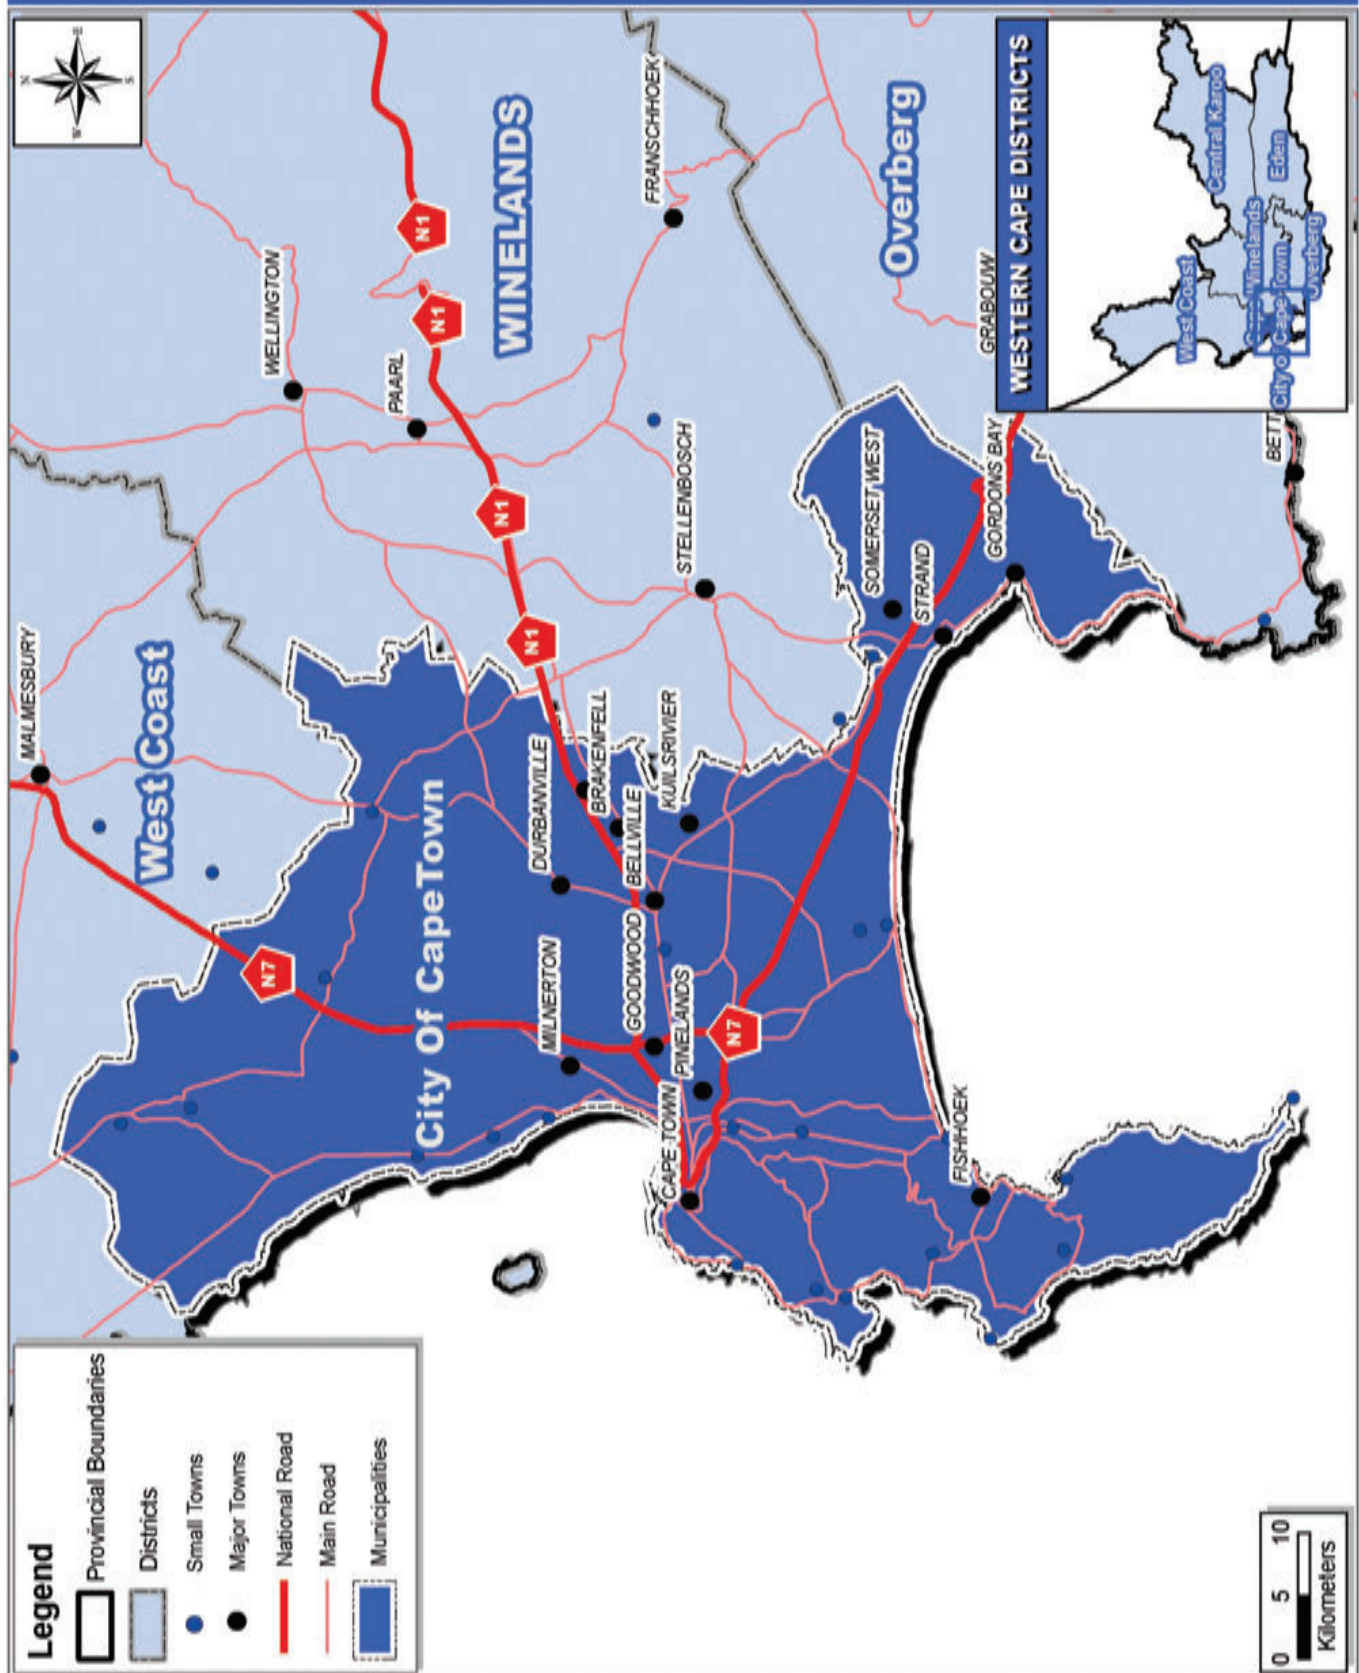 Legend
Provincial Boundaries
Districts
Small Towns
Major Towns
National Road
Main Road
Municipalities
0 5 10
Kilometers
N
E
S
W
MALMESBURY
West Coast
N7
City Of CapeTown
WELLINGTON
PAARL
N1
N1
WINELANDS
FRANSCHHOEK
N1
N1
STELLENBOSCH
Overberg
GRABOUW
DURBANVILLE
BRAKENFELL
BELLVILLE
KUILSRIVIER
MILNERTON
GOODWOOD
PINELANDS
CAPE TOWN
N7
SOMERSET WEST
STRAND
GORDONS BAY
FISHHOEK
BETT
WESTERN CAPE DISTRICTS
West Coast
Central Karoo
Winelands
Eden
City of Cape Town
Overberg